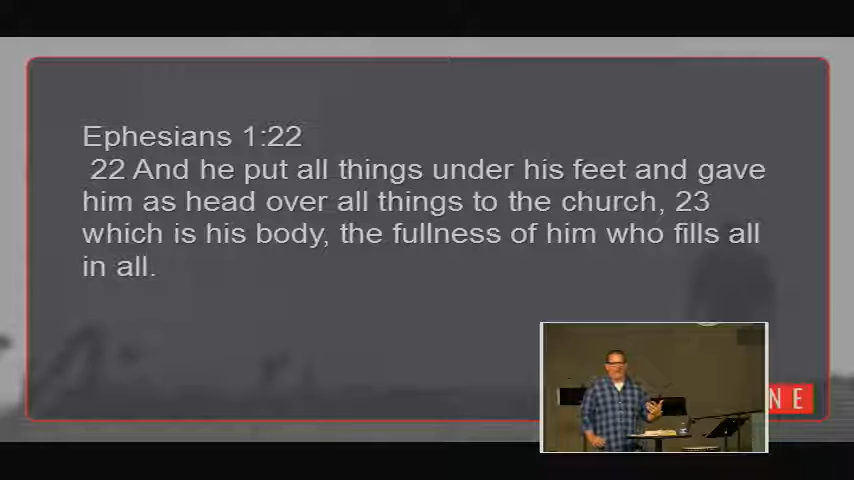 Ephesians 1:22
22 And he put all things under his feet and gave
him as head over all things to the church, 23
which is his body, the fullness of him who fills all
in all.
NE